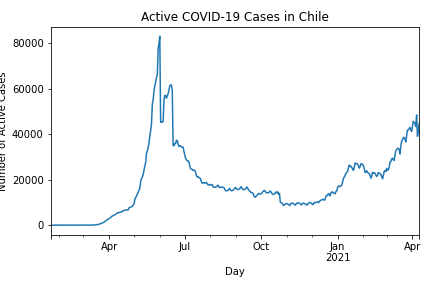 Active COVID-19 Cases in Chile
Number of Active Cases
80000
60000
40000
20000
0
Apr
Jul
Oct
Jan
2021
Apr
Day